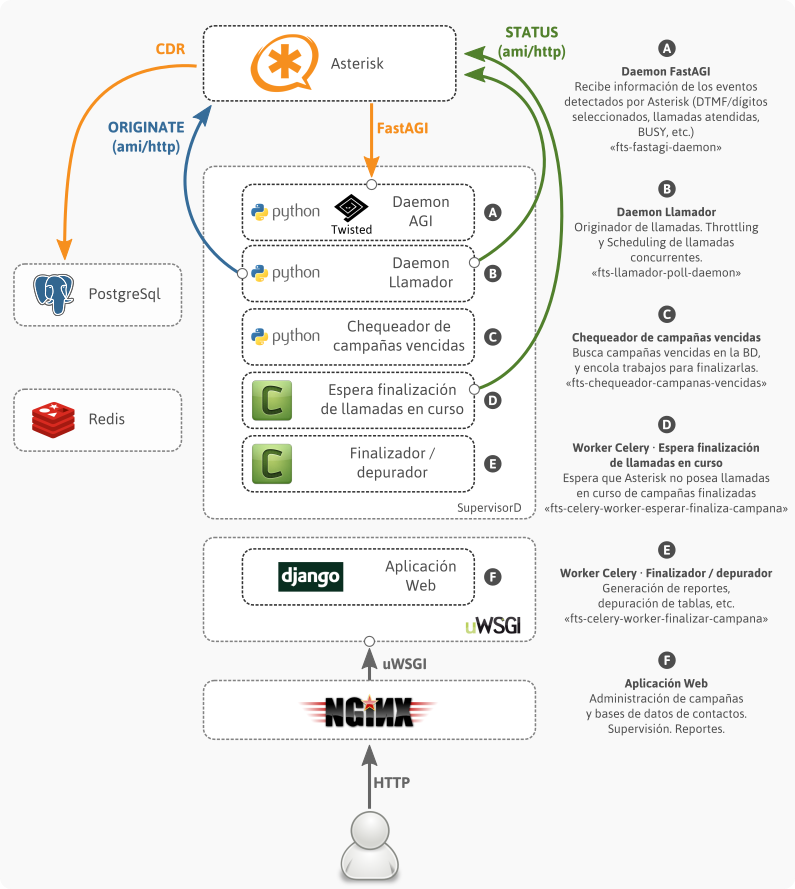 CDR
Asterisk
STATUS
(ami/http)
ORIGINATE
(ami/http)
FastAGI
python
Twisted
Daemon
AGI
A
python
Daemon
Llamador
B
python
Chequeador de
campañas vencidas
C
C
Espera finalización
de llamadas en curso
D
C
Finalizador /
depurador
E
SupervisorD
PostgreSql
Redis
django
Aplicación
Web
F
uWSGI
uWSGI
NGiNX
HTTP
A
Daemon FastAGI
Recibe información de los eventos
detectados por Asterisk (DTMF/dígitos
seleccionados, llamadas atendidas,
BUSY, etc.)
«fts-fastagi-daemon»
B
Daemon Llamador
Originador de llamadas. Throttling
y Scheduling de llamadas
concurrentes.
«fts-llamador-poll-daemon»
C
Chequeador de campañas vencidas
Busca campañas vencidas en la BD,
y encola trabajos para finalizarlas.
«fts-chequeador-campanas-vencidas»
D
Worker Celery · Espera finalización
de llamadas en curso
Espera que Asterisk no posea llamadas
en curso de campañas finalizadas
«fts-celery-worker-esperar-finaliza-campana»
E
Worker Celery · Finalizador / depurador
Generación de reportes,
depuración de tablas, etc.
«fts-celery-worker-finalizar-campana»
F
Aplicación Web
Administración de campañas
y bases de datos de contactos.
Supervisión. Reportes.